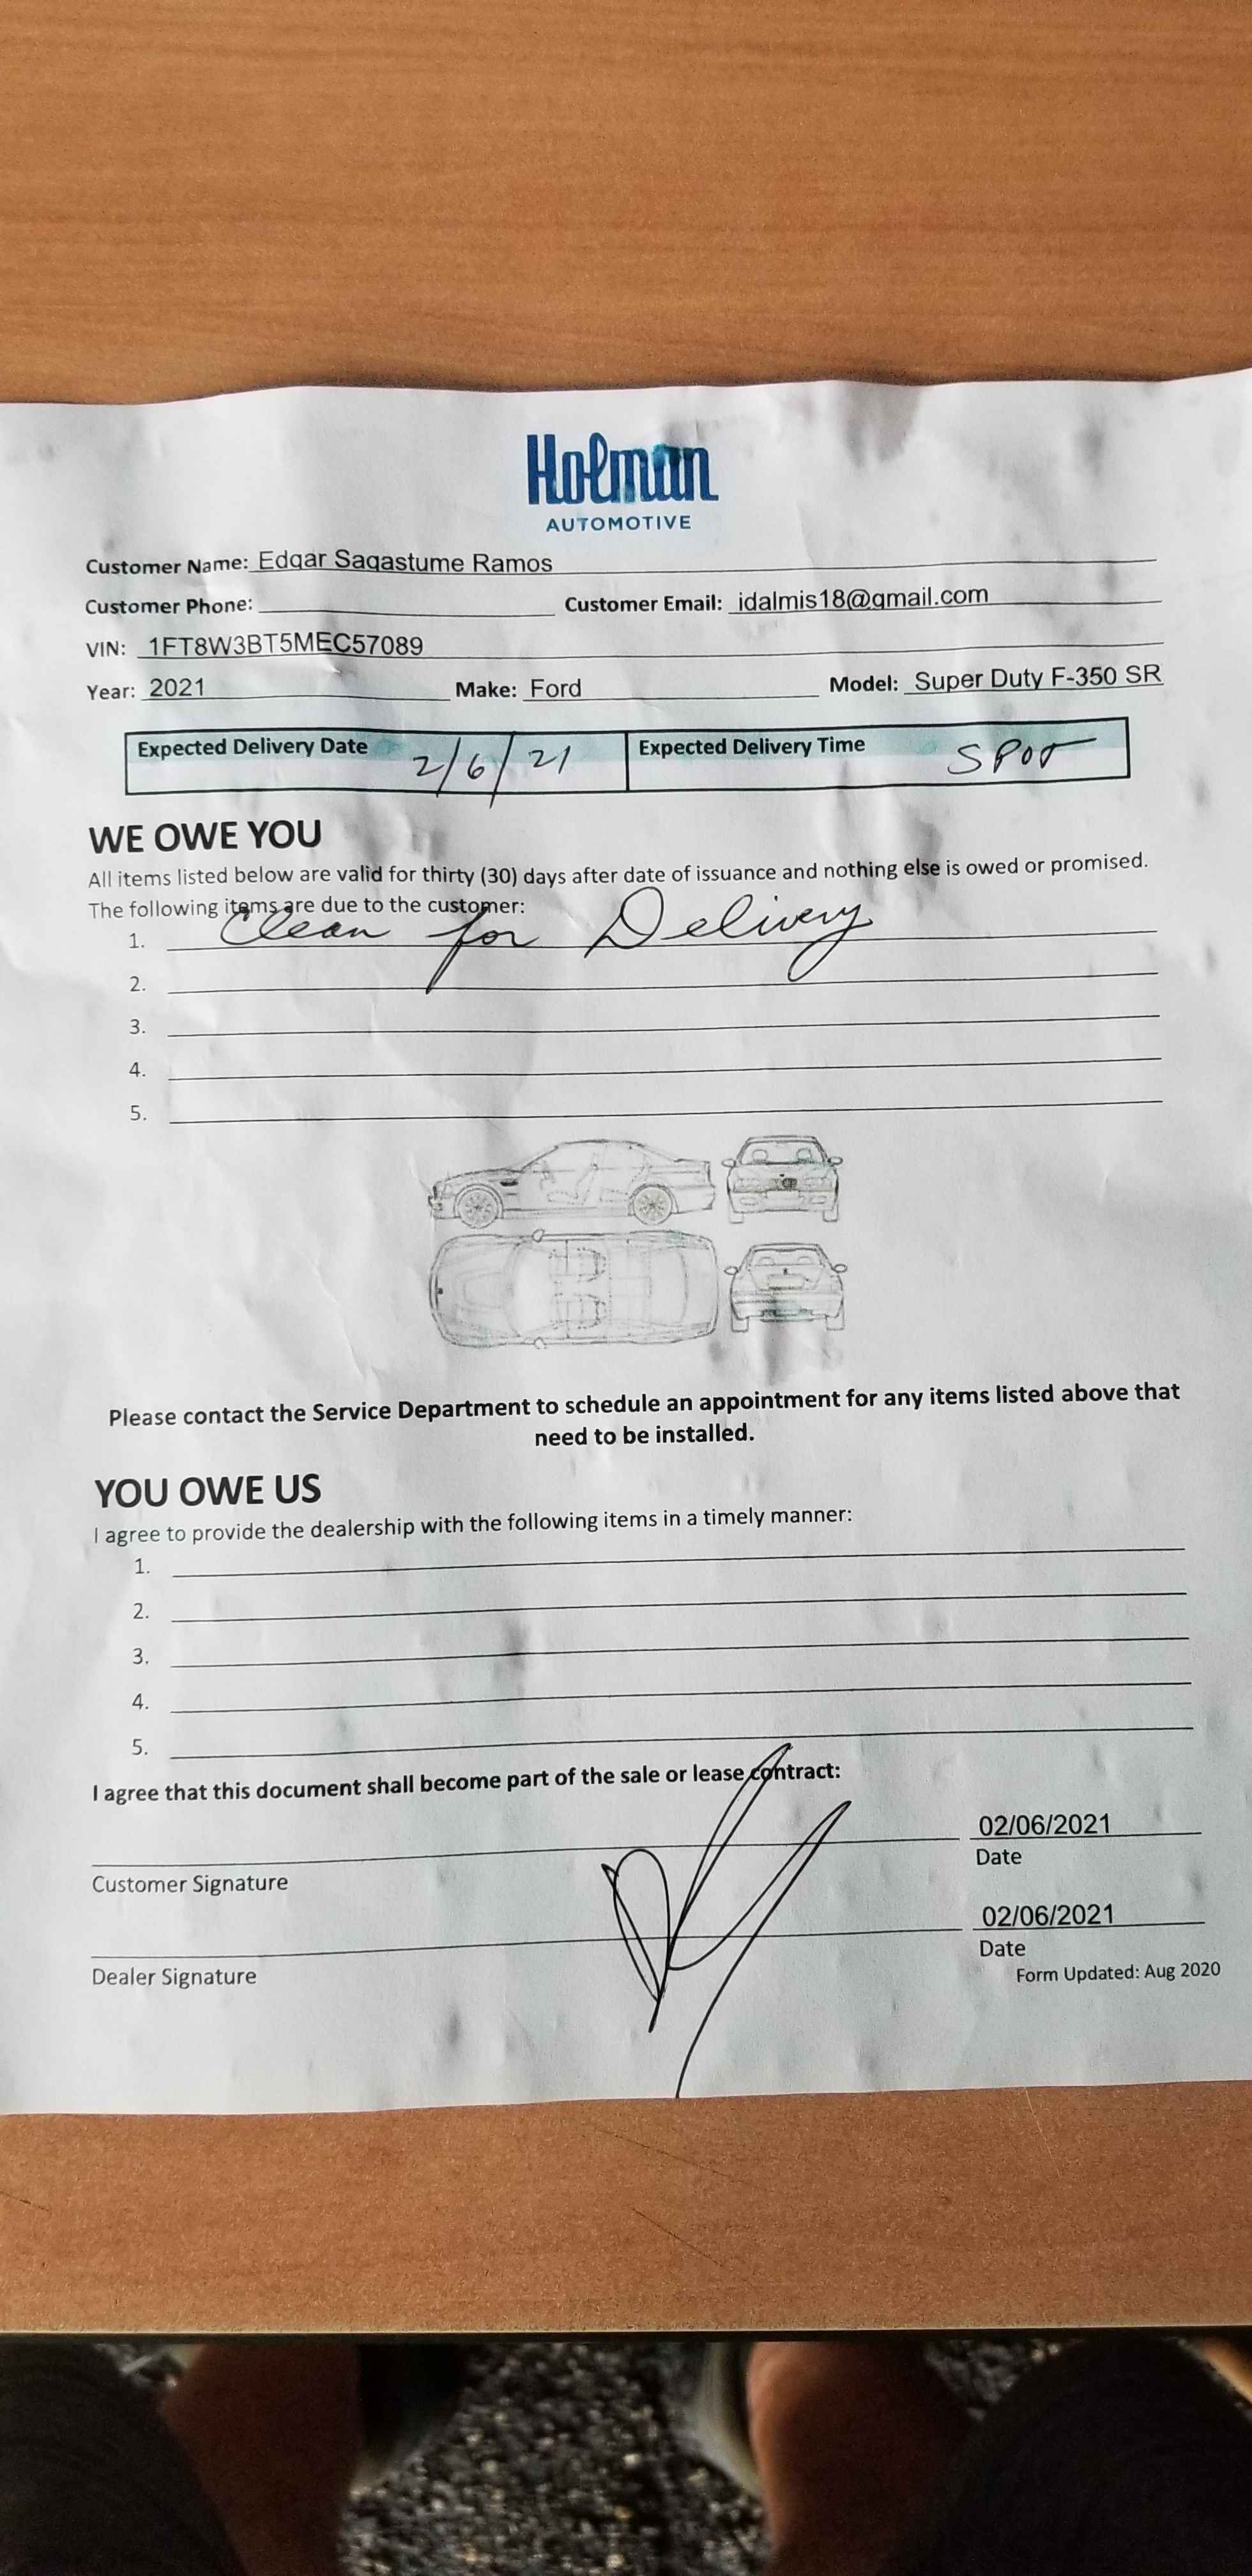 Holman
AUTOMOTIVE
Customer Name: Edgar Sagastume Ramos
Customer Phone: Customer Email: idalmis18@gmail.com
VIN: 1FT8W3BT5MEC57089
Year: 2021 Make: Ford Model: Super Duty F-350 SR
Expected Delivery Date 2/6/21 Expected Delivery Time SPOT
WE OWE YOU
All items listed below are valid for thirty (30) days after date of issuance and nothing else is owed or promised.
The following items are due to the customer:
1. Clean for Delivery
2.
3.
4.
5.
Please contact the Service Department to schedule an appointment for any items listed above that
need to be installed.
YOU OWE US
I agree to provide the dealership with the following items in a timely manner:
1.
2.
3.
4.
5.
I agree that this document shall become part of the sale or lease contract:
02/06/2021
Customer Signature Date
02/06/2021
Dealer Signature Date
Form Updated: Aug 2020